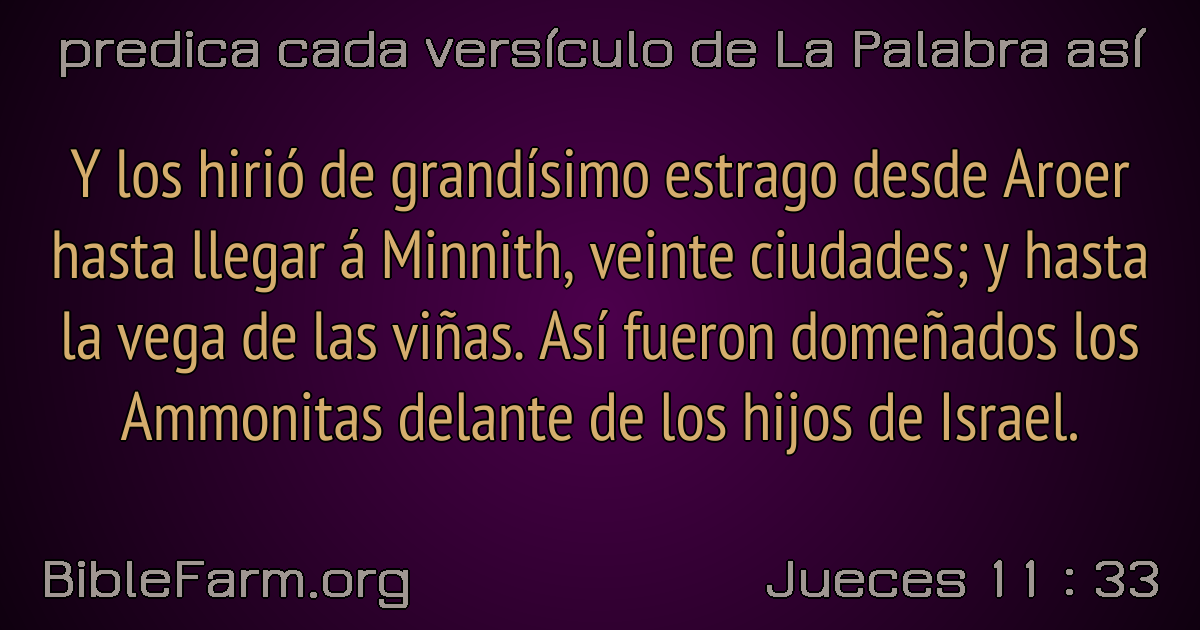 predica cada versículo de La Palabra así
Y los hirió de grandísimo estrago desde Aroer
hasta llegar á Minnith, veinte ciudades; y hasta
la vega de las viñas. Así fueron domeñados los
Ammonitas delante de los hijos de Israel.
BibleFarm.org
Jueces 11 : 33